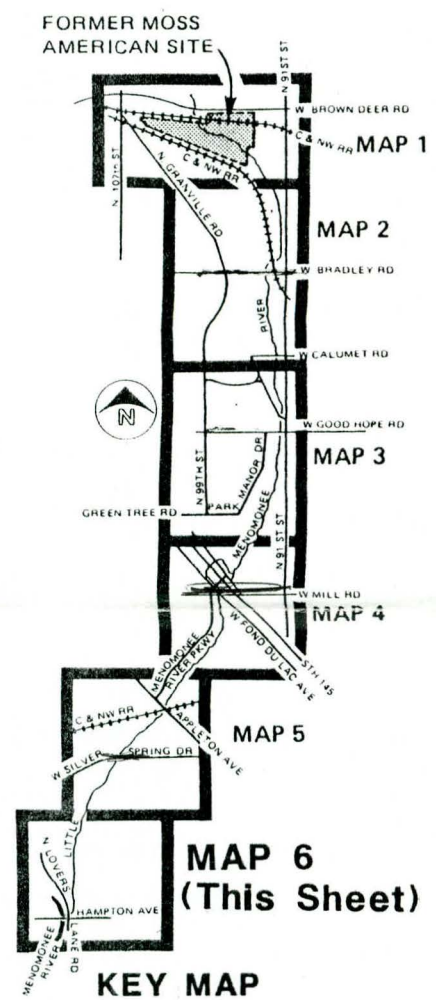 FORMER MOSS
AMERICAN SITE
N 91ST ST
W BROWN DEER RD
C & NW RR
MAP 1
C & NW RR
N 107th ST
N GRANVILLE RD
MAP 2
W BRADLEY RD
RIVER
W CALUMET RD
N
W GOOD HOPE RD
MAP 3
N 99TH ST
PARK MANOR DR
GREEN TREE RD
MENOMONEE
N 91 ST ST
W MILL RD
MAP 4
W FOND DU LAC AVE
STH 145
MENOMONEE
RIVER PKWY
C & NW RR
APPLETON AVE
MAP 5
W SILVER SPRING DR
LITTLE
N LOVERS LANE RD
MAP 6
(This Sheet)
HAMPTON AVE
MENOMONEE
RIVER
KEY MAP